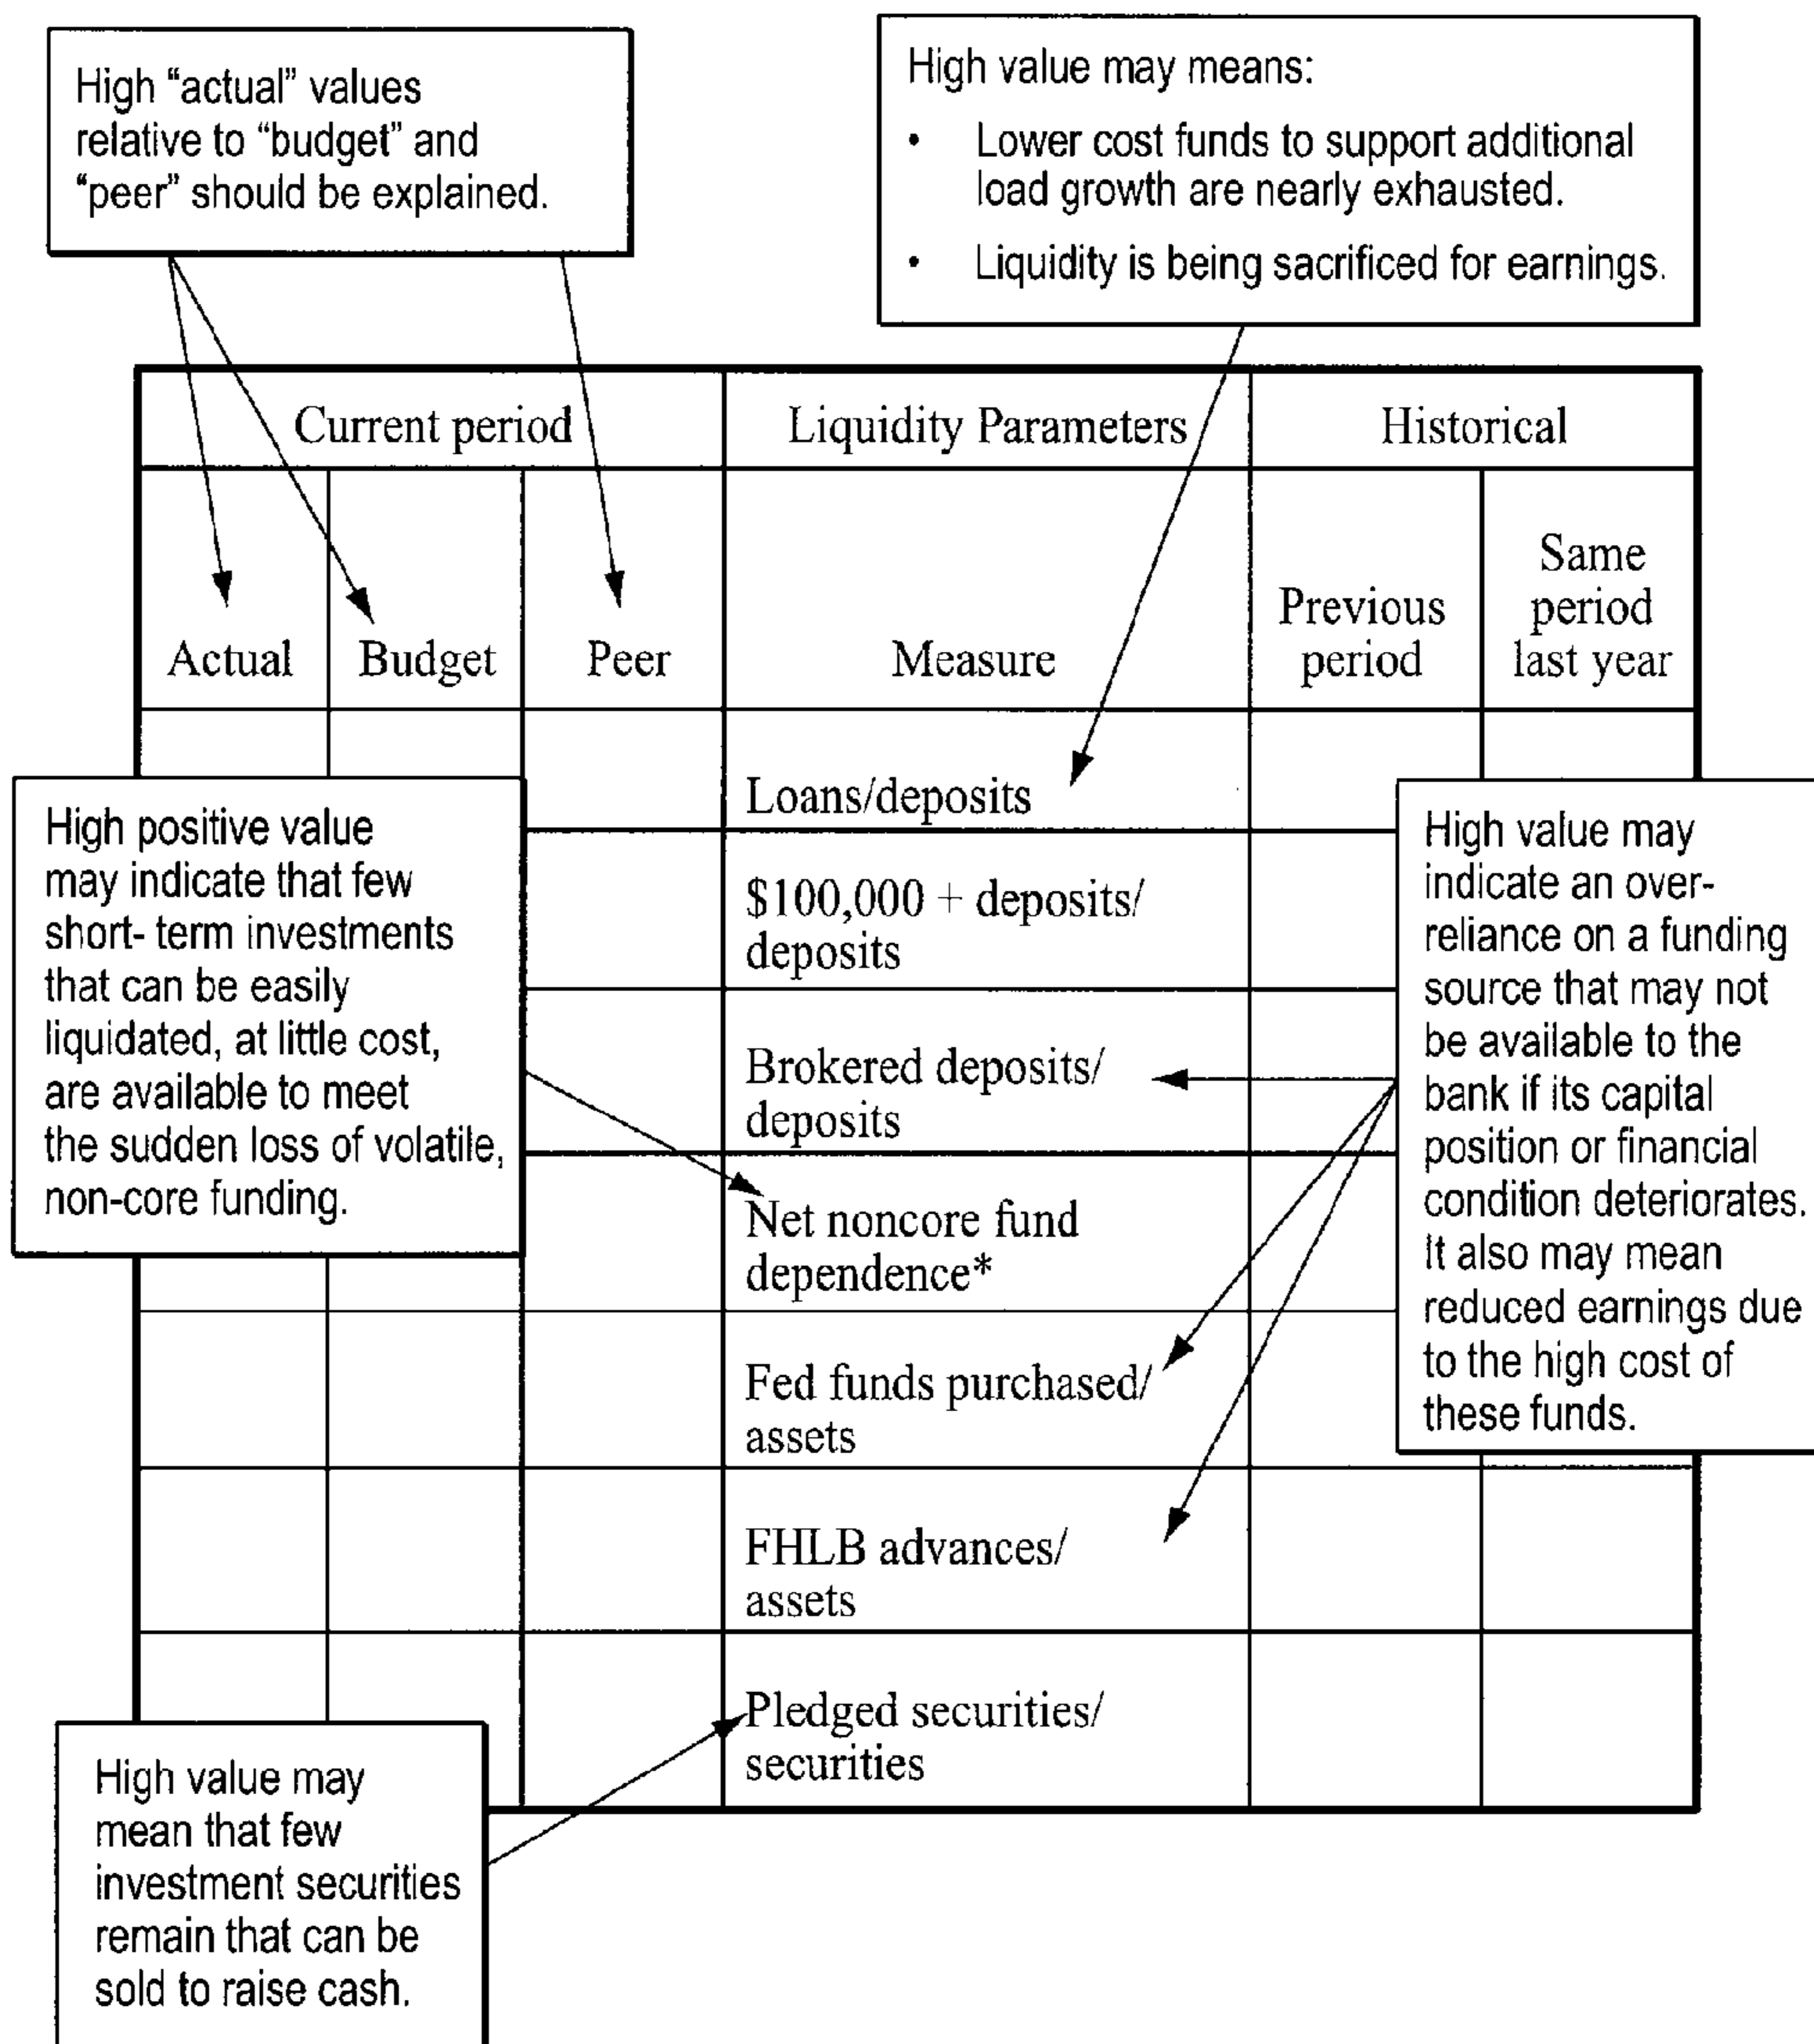 High “actual” values
relative to “budget” and
“peer” should be explained.
High value may means:
• Lower cost funds to support additional
load growth are nearly exhausted.
• Liquidity is being sacrificed for earnings.
Current period
Liquidity Parameters
Historical
Actual
Budget
Peer
Measure
Previous
period
Same
period
last year
Loans/deposits
$100,000 + deposits/
deposits
Brokered deposits/
deposits
Net noncore fund
dependence*
Fed funds purchased/
assets
FHLB advances/
assets
Pledged securities/
securities
High positive value
may indicate that few
short- term investments
that can be easily
liquidated, at little cost,
are available to meet
the sudden loss of volatile,
non-core funding.
High value may
indicate an over-
reliance on a funding
source that may not
be available to the
bank if its capital
position or financial
condition deteriorates.
It also may mean
reduced earnings due
to the high cost of
these funds.
High value may
mean that few
investment securities
remain that can be
sold to raise cash.